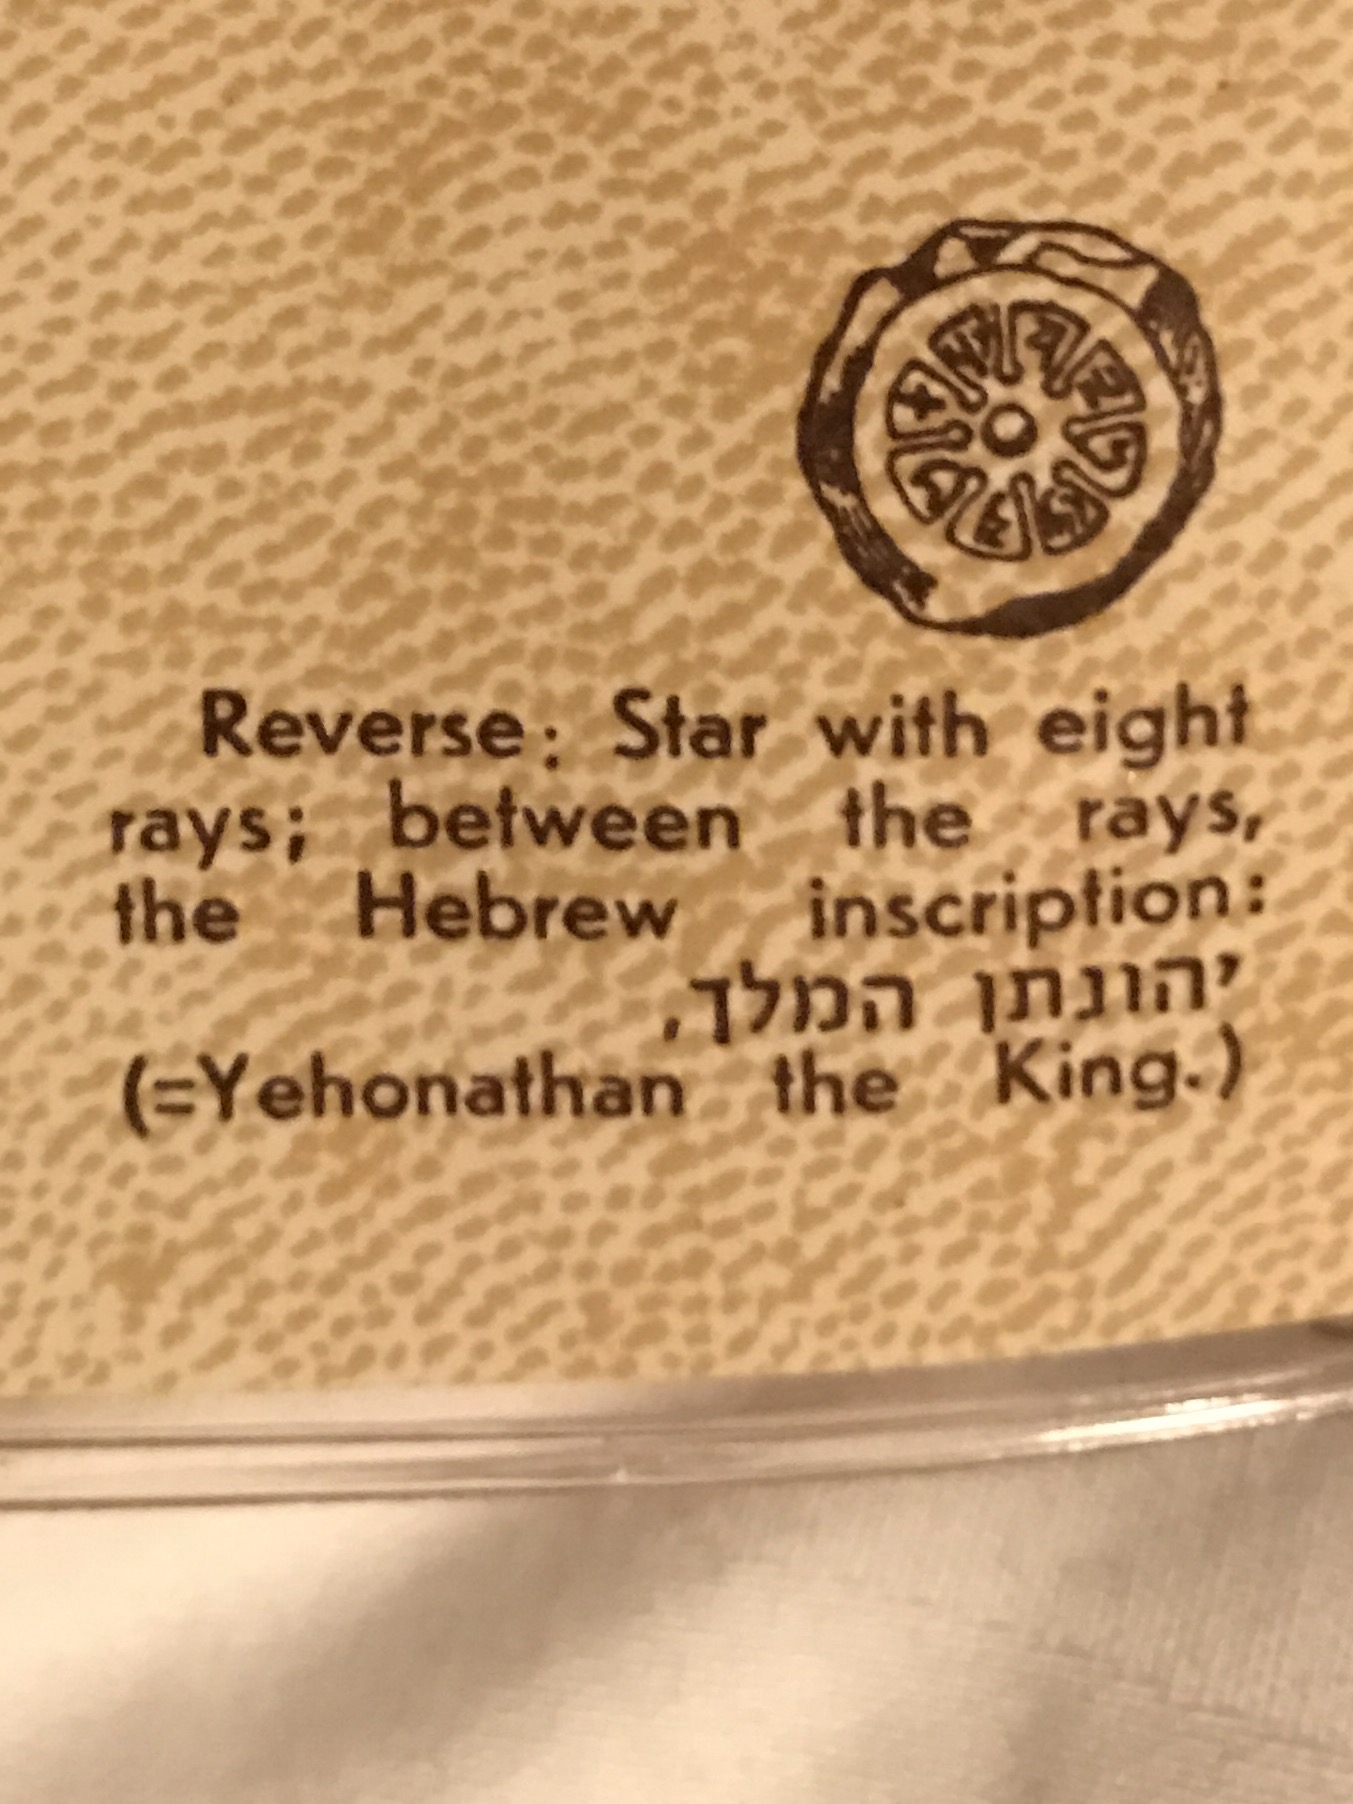 Reverse: Star with eight
rays; between the rays,
the Hebrew inscription:
יהונתן המלך.
(=Yehonathan the King.)